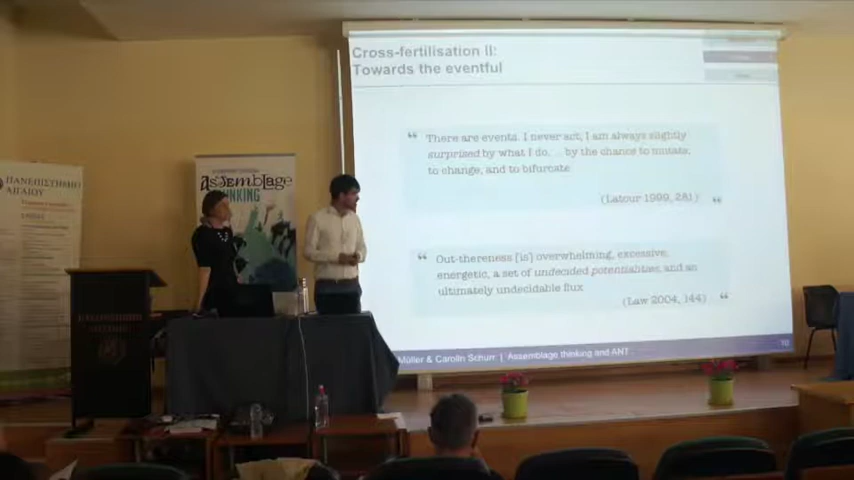 Cross-fertilisation II:
Towards the eventful
“ There are events. I never act; I am always slightly
surprised by what I do. ... by the chance to mutate,
to change, and to bifurcate
(Latour 1999, 281) ”
“ Out-thereness [is] overwhelming, excessive,
energetic, a set of undecided potentialities, and an
ultimately undecidable flux
(Law 2004, 144) ”
Müller & Carolin Schurr | Assemblage thinking and ANT
10
ΠΑΝΕΠΙΣΤΗΜΙΟ
ΑΙΓΑΙΟΥ
Assemblage